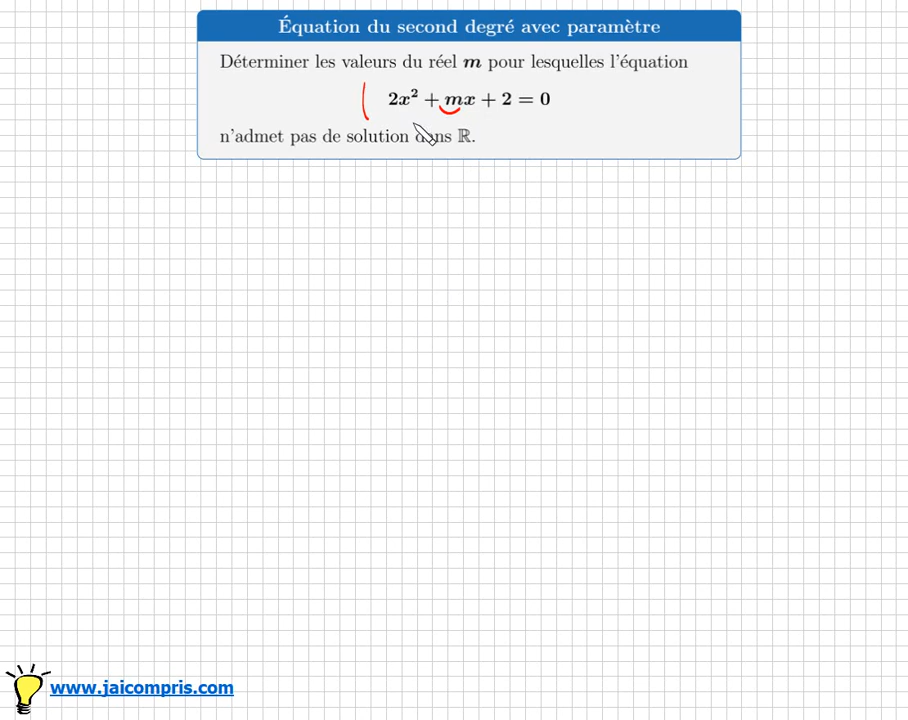 Équation du second degré avec paramètre
Déterminer les valeurs du réel m pour lesquelles l'équation
2x² + mx + 2 = 0
n'admet pas de solution dans ℝ.
www.jaicompris.com